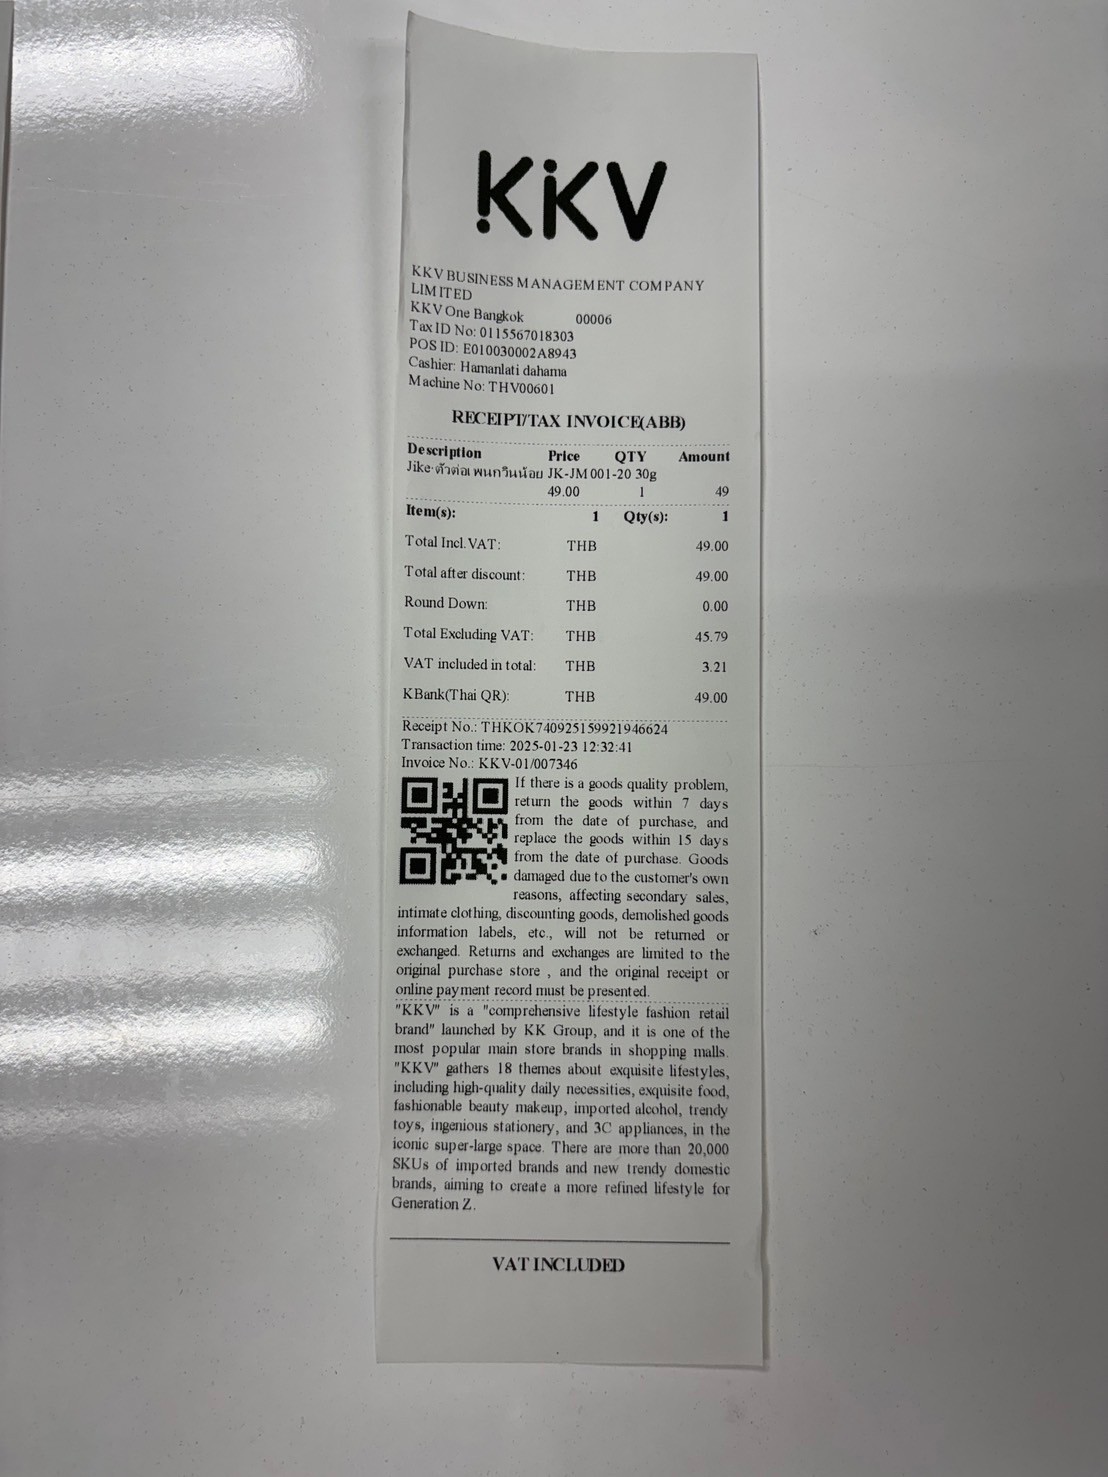 KKV
KKV BUSINESS MANAGEMENT COMPANY
LIMITED
KKV One Bangkok 00006
Tax ID No: 0115567018303
POS ID: E010030002A8943
Cashier: Hamanlati dahama
Machine No: THV00601
RECEIPT/TAX INVOICE(ABB)
Description Price QTY Amount
Jike-ตัวต่อเพนกวินน้อย JK-JM001-20 30g
49.00 1 49
Item(s): 1 Qty(s): 1
Total Incl.VAT: THB 49.00
Total after discount: THB 49.00
Round Down: THB 0.00
Total Excluding VAT: THB 45.79
VAT included in total: THB 3.21
KBank(Thai QR): THB 49.00
Receipt No.: THKOK740925159921946624
Transaction time: 2025-01-23 12:32:41
Invoice No.: KKV-01/007346
If there is a goods quality problem,
return the goods within 7 days
from the date of purchase, and
replace the goods within 15 days
from the date of purchase. Goods
damaged due to the customer's own
reasons, affecting secondary sales,
intimate clothing, discounting goods, demolished goods
information labels, etc., will not be returned or
exchanged. Returns and exchanges are limited to the
original purchase store , and the original receipt or
online payment record must be presented.
"KKV" is a "comprehensive lifestyle fashion retail
brand" launched by KK Group, and it is one of the
most popular main store brands in shopping malls.
"KKV" gathers 18 themes about exquisite lifestyles,
including high-quality daily necessities, exquisite food,
fashionable beauty makeup, imported alcohol, trendy
toys, ingenious stationery, and 3C appliances, in the
iconic super-large space. There are more than 20,000
SKUs of imported brands and new trendy domestic
brands, aiming to create a more refined lifestyle for
Generation Z.
VAT INCLUDED